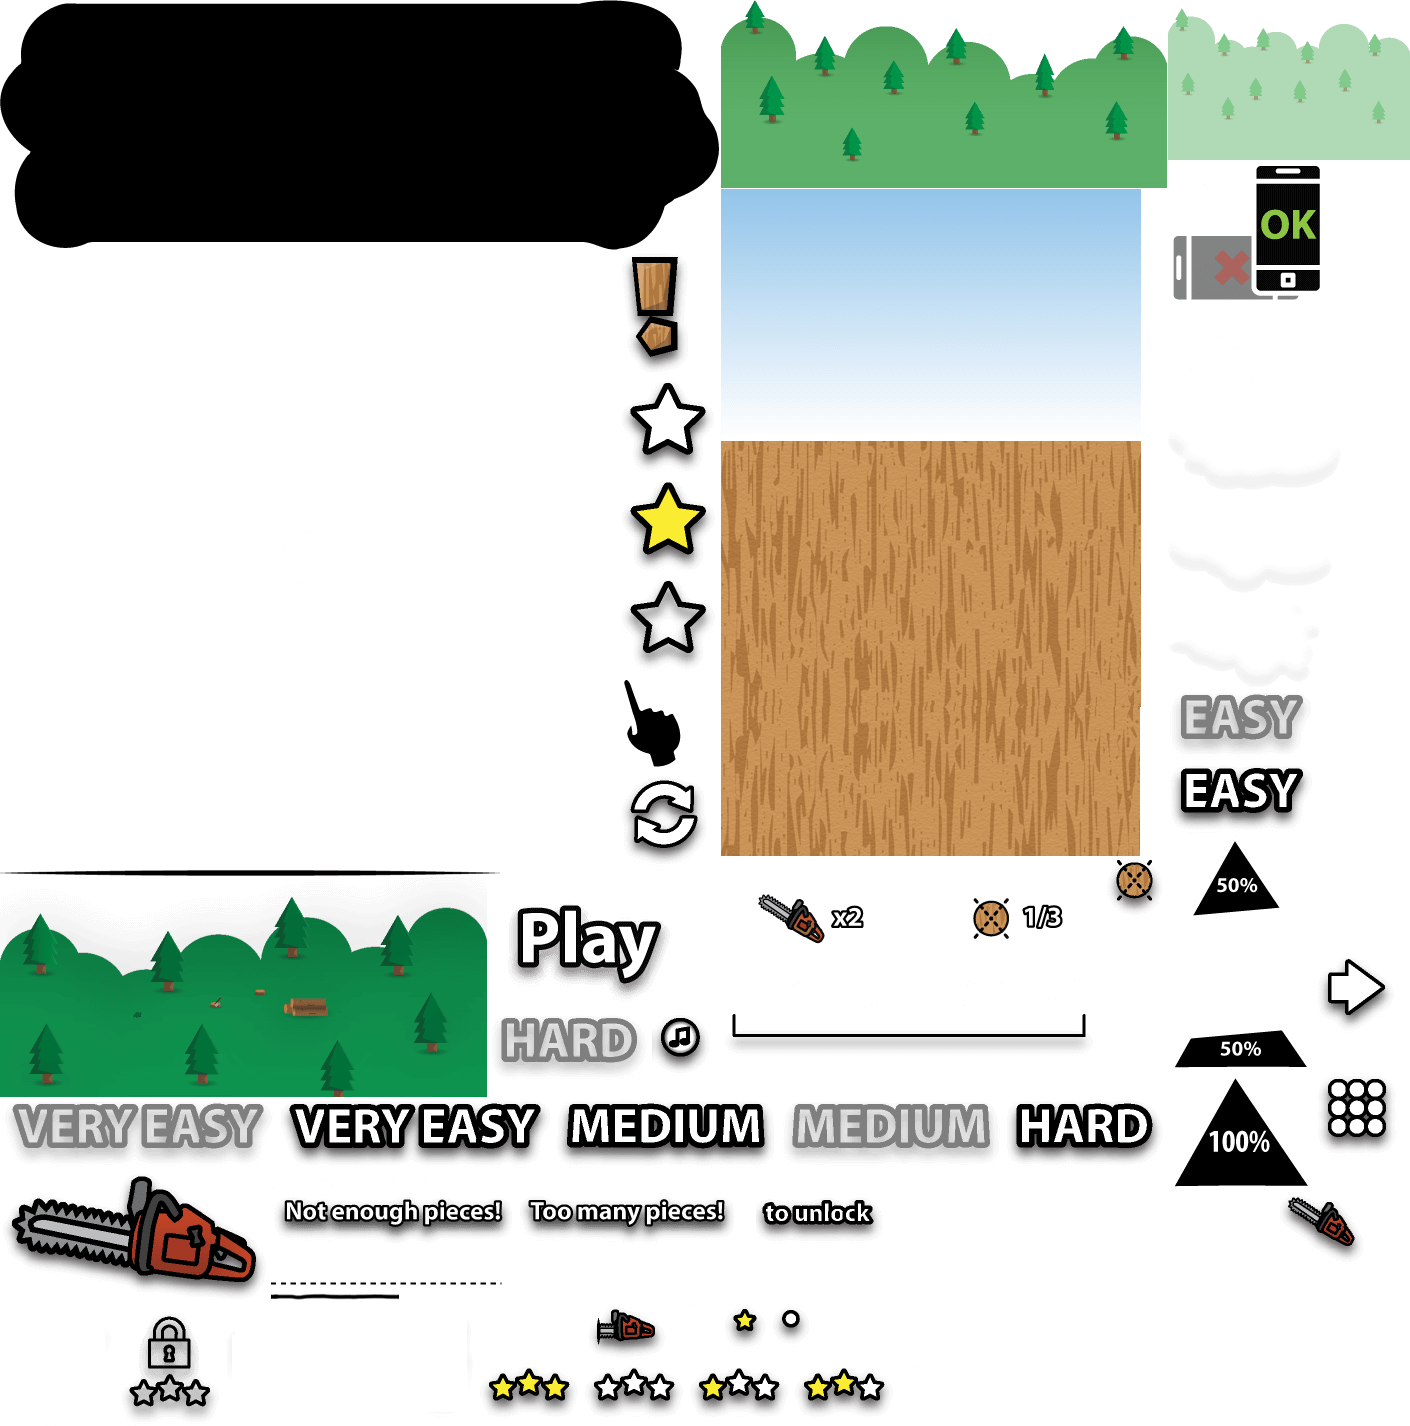 OK
EASY
EASY
50%
x2
1/3
Play
HARD
50%
VERY EASY
VERY EASY
MEDIUM
MEDIUM
HARD
100%
Not enough pieces!
Too many pieces!
to unlock